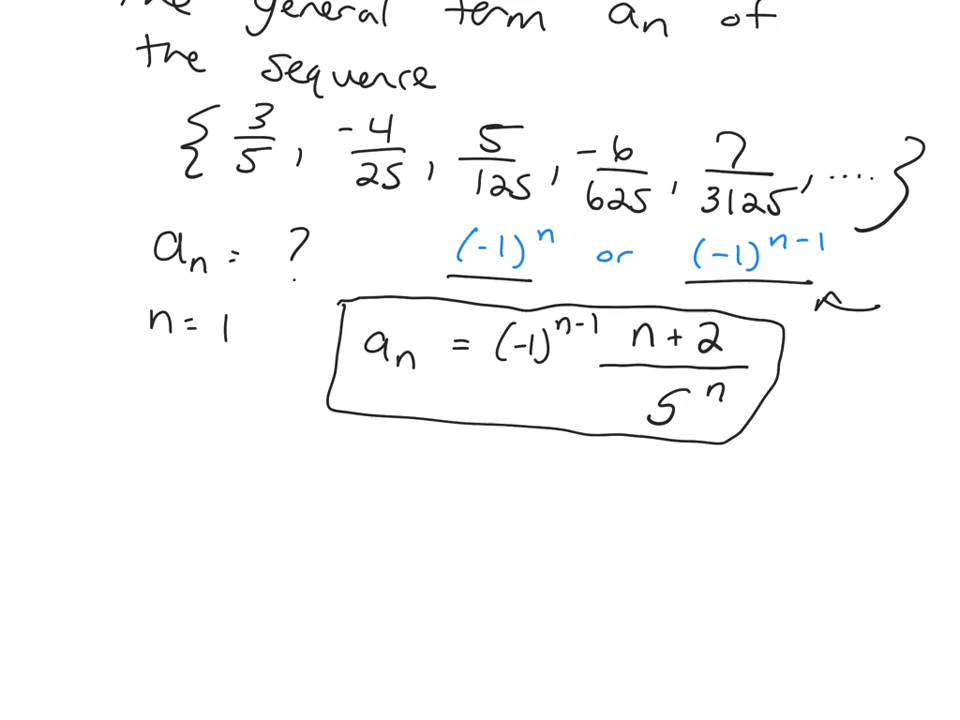 the general term an of
the sequence
{ 3/5, -4/25, 5/125, -6/625, 7/3125, .... }
an = ? (-1)^n or (-1)^n-1
n = 1
an = (-1)^n-1 n+2/5^n